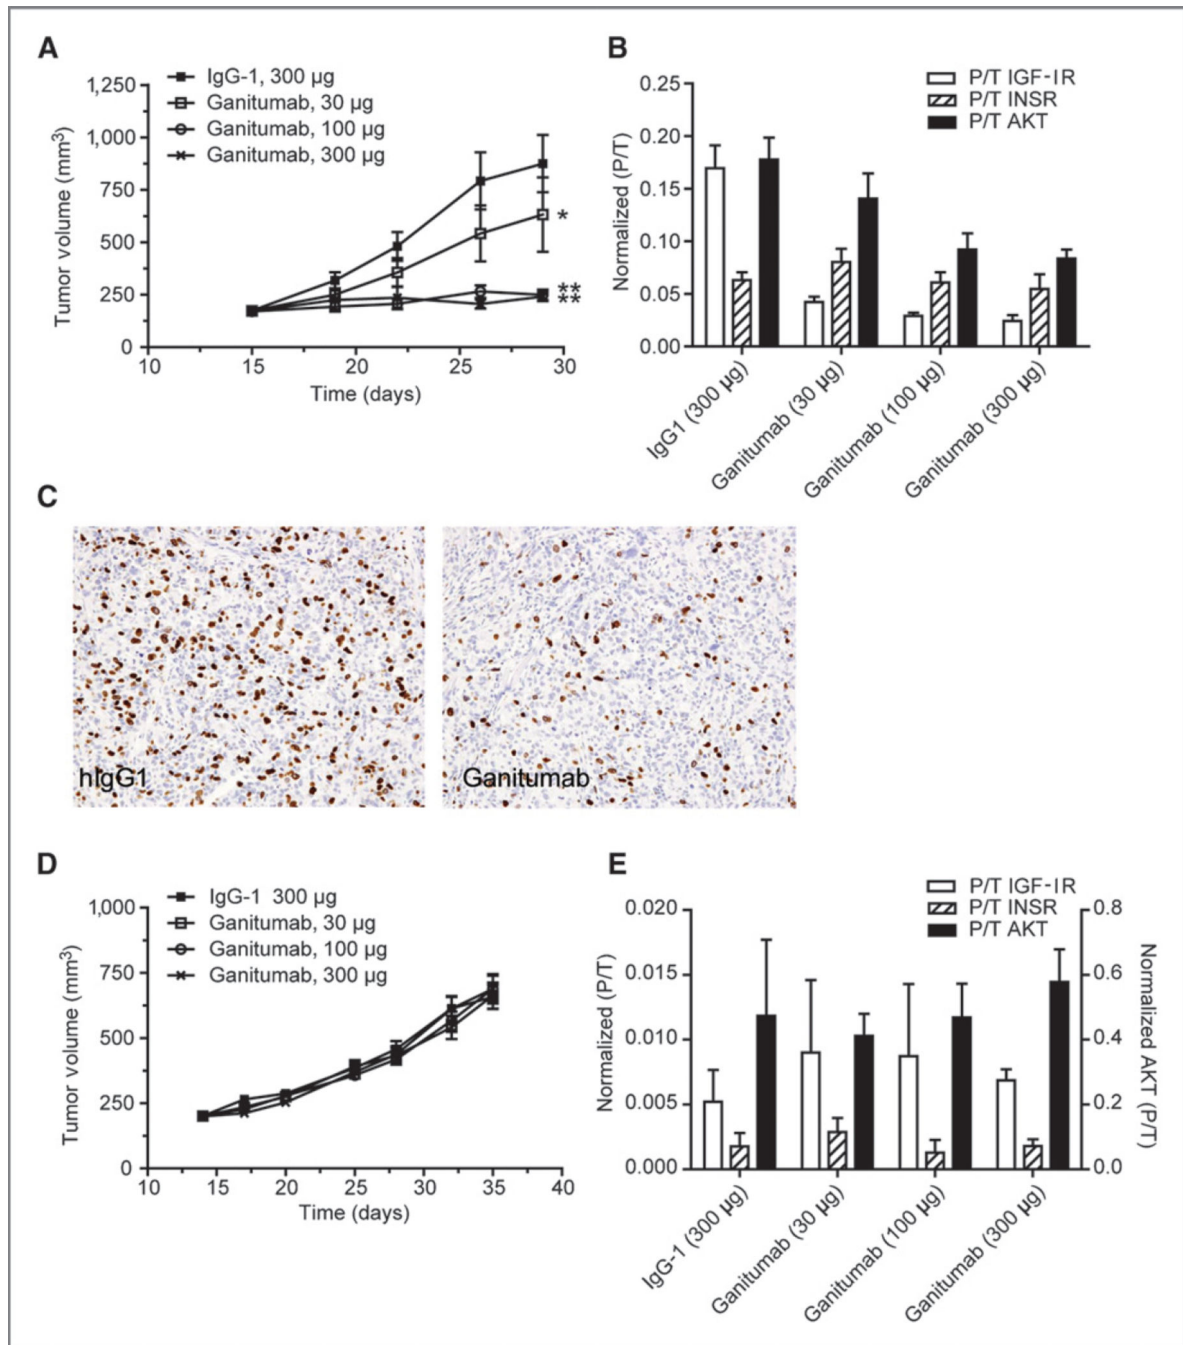 A
IgG-1, 300 µg
Ganitumab, 30 µg
Ganitumab, 100 µg
Ganitumab, 300 µg
1,250
1,000
750
500
250
0
Tumor volume (mm³)
*
**
**
10
15
20
25
30
Time (days)
B
P/T IGF-IR
P/T INSR
P/T AKT
0.25
0.20
0.15
0.10
0.05
0.00
Normalized (P/T)
IgG1 (300 µg)
Ganitumab (30 µg)
Ganitumab (100 µg)
Ganitumab (300 µg)
C
hIgG1
Ganitumab
D
IgG-1 300 µg
Ganitumab, 30 µg
Ganitumab, 100 µg
Ganitumab, 300 µg
1,000
750
500
250
0
Tumor volume (mm³)
10
15
20
25
30
35
40
Time (days)
E
P/T IGF-IR
P/T INSR
P/T AKT
0.020
0.015
0.010
0.005
0.000
Normalized (P/T)
0.8
0.6
0.4
0.2
0.0
Normalized AKT (P/T)
IgG-1 (300 µg)
Ganitumab (30 µg)
Ganitumab (100 µg)
Ganitumab (300 µg)